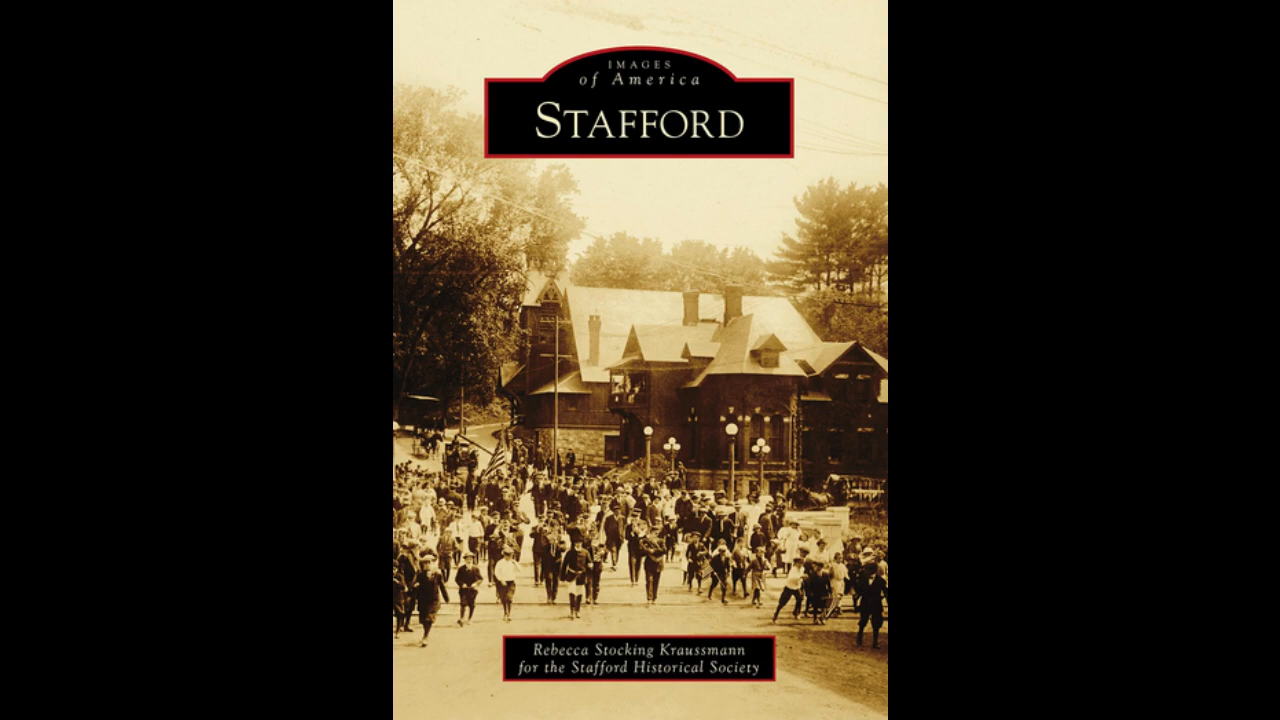 IMAGES
of America
STAFFORD
Rebecca Stocking Kraussmann
for the Stafford Historical Society